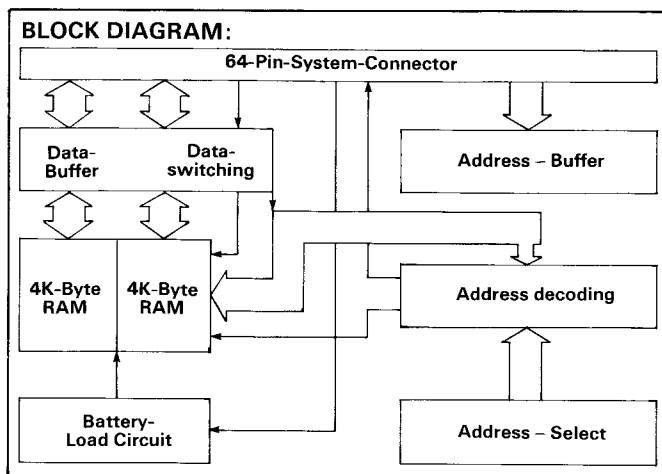 BLOCK DIAGRAM:
64-Pin-System-Connector
Data-
Buffer
Data-
switching
Address – Buffer
4K-Byte
RAM
4K-Byte
RAM
Address decoding
Battery-
Load Circuit
Address – Select